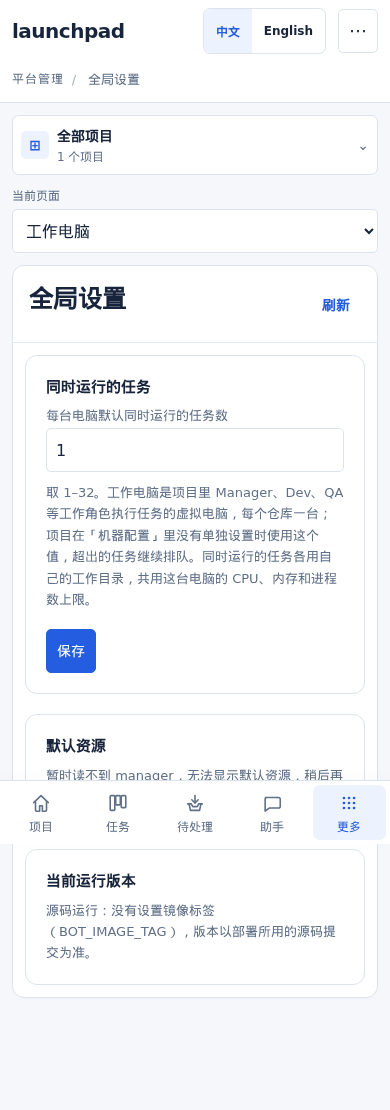 launchpad
中文
English
...
平台管理 / 全局设置
全部项目
1 个项目
当前页面
工作电脑
全局设置
刷新
同时运行的任务
每台电脑默认同时运行的任务数
1
取 1–32。工作电脑是项目里 Manager、Dev、QA
等工作角色执行任务的虚拟电脑，每个仓库一台；
项目在「机器配置」里没有单独设置时使用这个
值，超出的任务继续排队。同时运行的任务各用自
己的工作目录，共用这台电脑的 CPU、内存和进程
数上限。
保存
默认资源
暂时读不到 manager，无法显示默认资源，稍后再
项目
任务
待处理
助手
更多
当前运行版本
源码运行：没有设置镜像标签
（BOT_IMAGE_TAG），版本以部署所用的源码提
交为准。